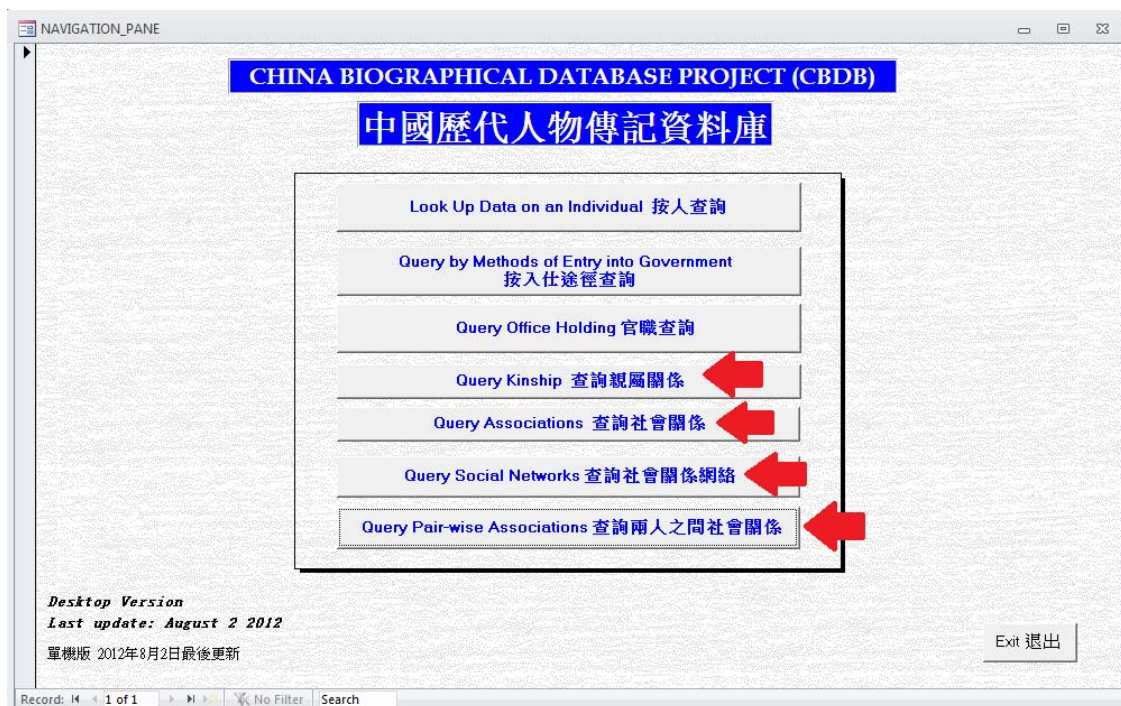 NAVIGATION_PANE
CHINA BIOGRAPHICAL DATABASE PROJECT (CBDB)
中國歷代人物傳記資料庫
Look Up Data on an Individual 按人查詢
Query by Methods of Entry into Government
按入仕途徑查詢
Query Office Holding 官職查詢
Query Kinship 查詢親屬關係
Query Associations 查詢社會關係
Query Social Networks 查詢社會關係網絡
Query Pair-wise Associations 查詢兩人之間社會關係
Desktop Version
Last update: August 2 2012
單機版 2012年8月2日最後更新
Exit 退出
Record: 1 of 1 No Filter Search